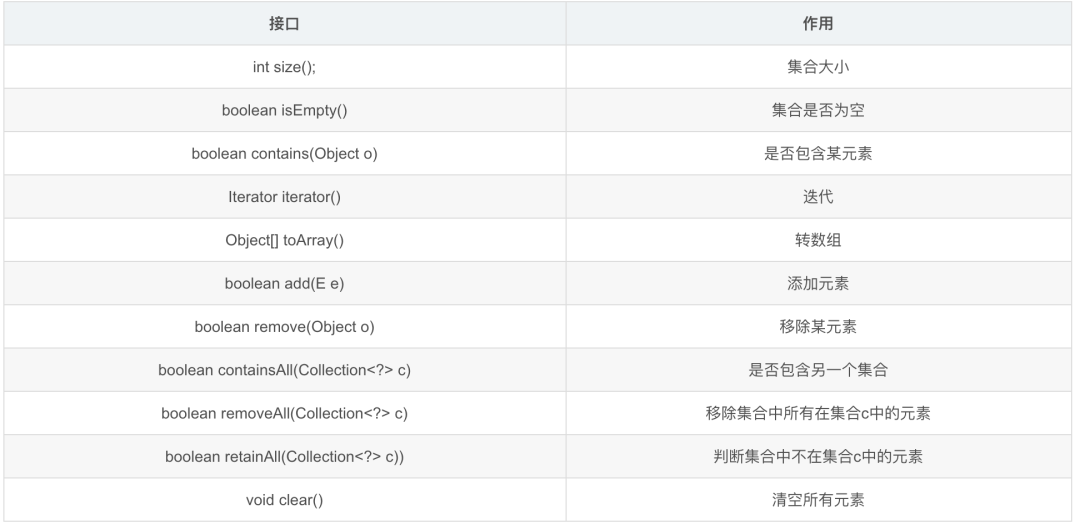 接口 作用
int size(); 集合大小
boolean isEmpty() 集合是否为空
boolean contains(Object o) 是否包含某元素
Iterator iterator() 迭代
Object[] toArray() 转数组
boolean add(E e) 添加元素
boolean remove(Object o) 移除某元素
boolean containsAll(Collection<?> c) 是否包含另一个集合
boolean removeAll(Collection<?> c) 移除集合中所有在集合c中的元素
boolean retainAll(Collection<?> c)) 判断集合中不在集合c中的元素
void clear() 清空所有元素